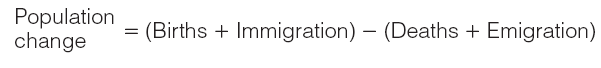 Population
change = (Births + Immigration) – (Deaths + Emigration)